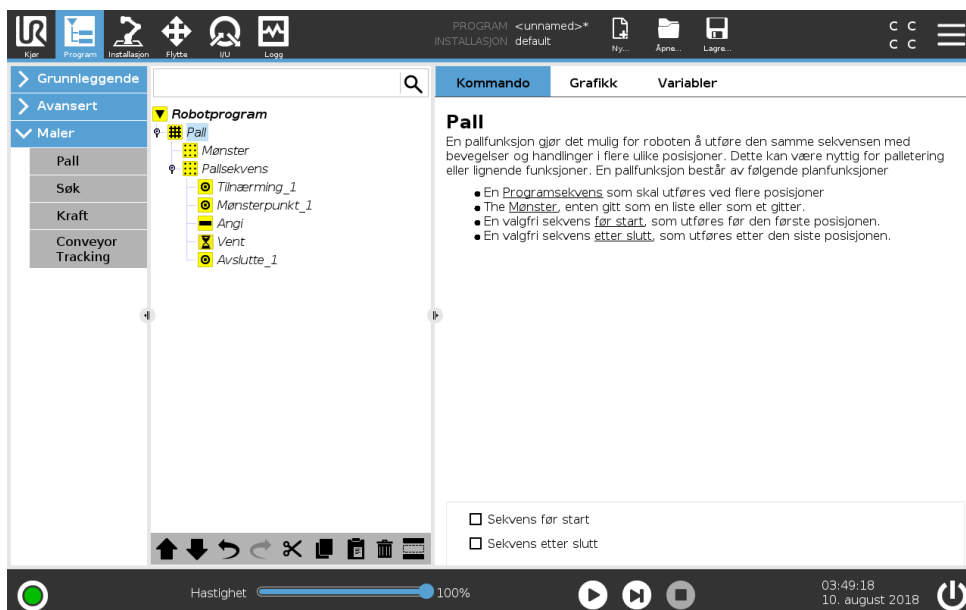 UR
PROGRAM <unnamed>*
INSTALLASJON default
C C
C C
Kjør
Program
Installasjon
Flytte
I/U
Logg
Ny...
Åpne...
Lagre...
Grunnleggende
Avansert
Maler
Pall
Søk
Kraft
Conveyor
Tracking
Robotprogram
Pall
Mønster
Pallsekvens
Tilnærming_1
Mønsterpunkt_1
Angi
Vent
Avslutte_1
Kommando
Grafikk
Variabler
Pall
En pallfunksjon gjør det mulig for roboten å utføre den samme sekvensen med
bevegelser og handlinger i flere ulike posisjoner. Dette kan være nyttig for palletering
eller lignende funksjoner. En pallfunksjon består av følgende planfunksjoner
En Programsekvens som skal utføres ved flere posisjoner
The Mønster, enten gitt som en liste eller som et gitter.
En valgfri sekvens før start, som utføres før den første posisjonen.
En valgfri sekvens etter slutt, som utføres etter den siste posisjonen.
Sekvens før start
Sekvens etter slutt
Hastighet
100%
03:49:18
10. august 2018